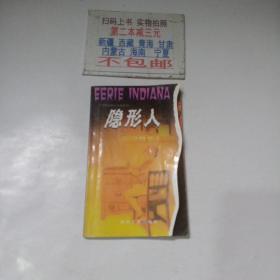 扫码上书 实物拍照
第二本减三元
新疆 西藏 青海 甘肃
内蒙古 海南 宁夏
不包邮
EERIE INDIANA
隐形人